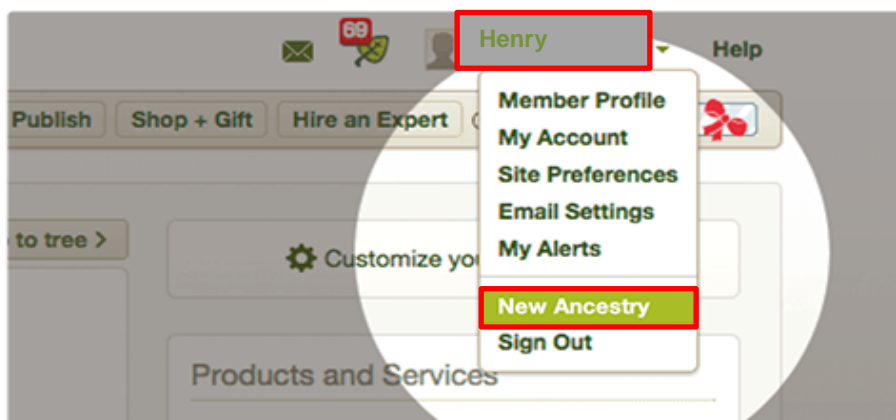 69
Henry
Help
Publish
Shop + Gift
Hire an Expert
Member Profile
My Account
Site Preferences
Email Settings
My Alerts
to tree >
Customize yo
New Ancestry
Sign Out
Products and Services